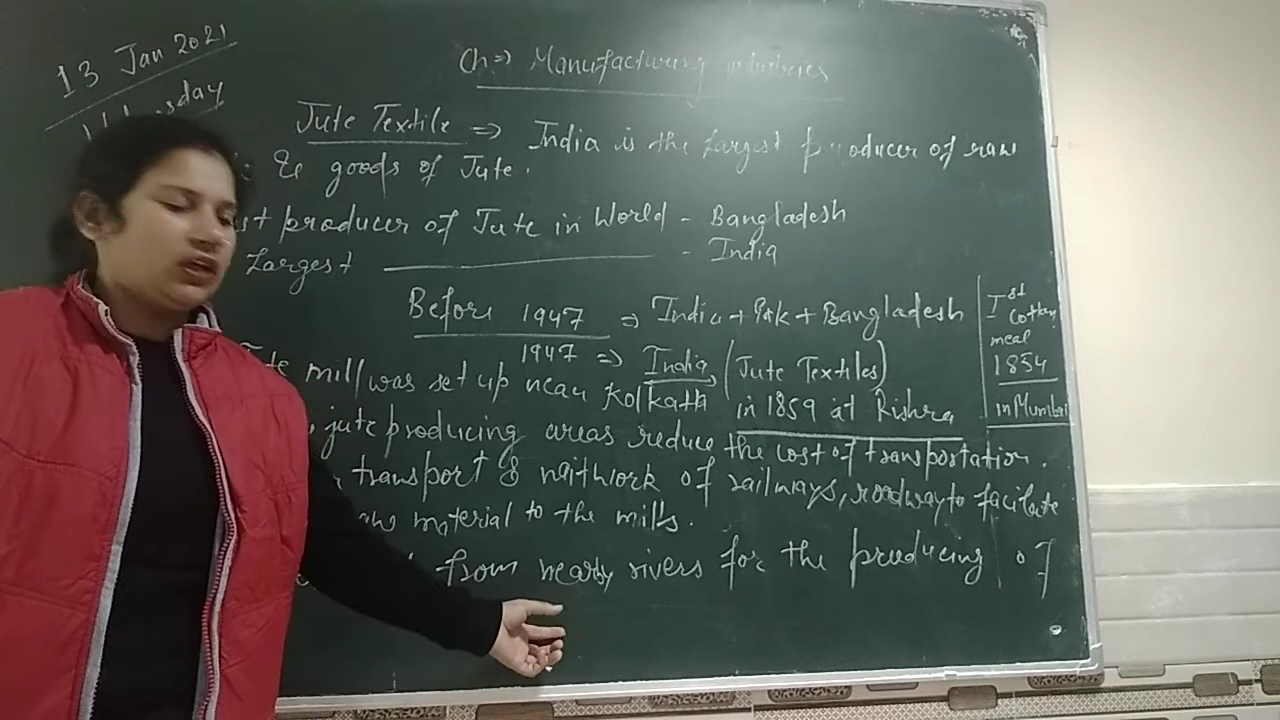 13 Jan 2021
Ch => Manufacturing industries
Jute Textile => India is the Largest producer of raw
& goods of Jute.
st producer of Jute in World - Bangladesh
Largest - India
Before 1947 => India + Pak + Bangladesh
1947 => India (Jute Textiles)
mill was set up near Kolkata in 1859 at Rishra
jute producing areas reduce the cost of transportation.
transport & naithwork of railways, roadway to facilate
material to the mills.
from nearby rivers for the producing of
Ist
Cotton
meal
1854
in Mumbai